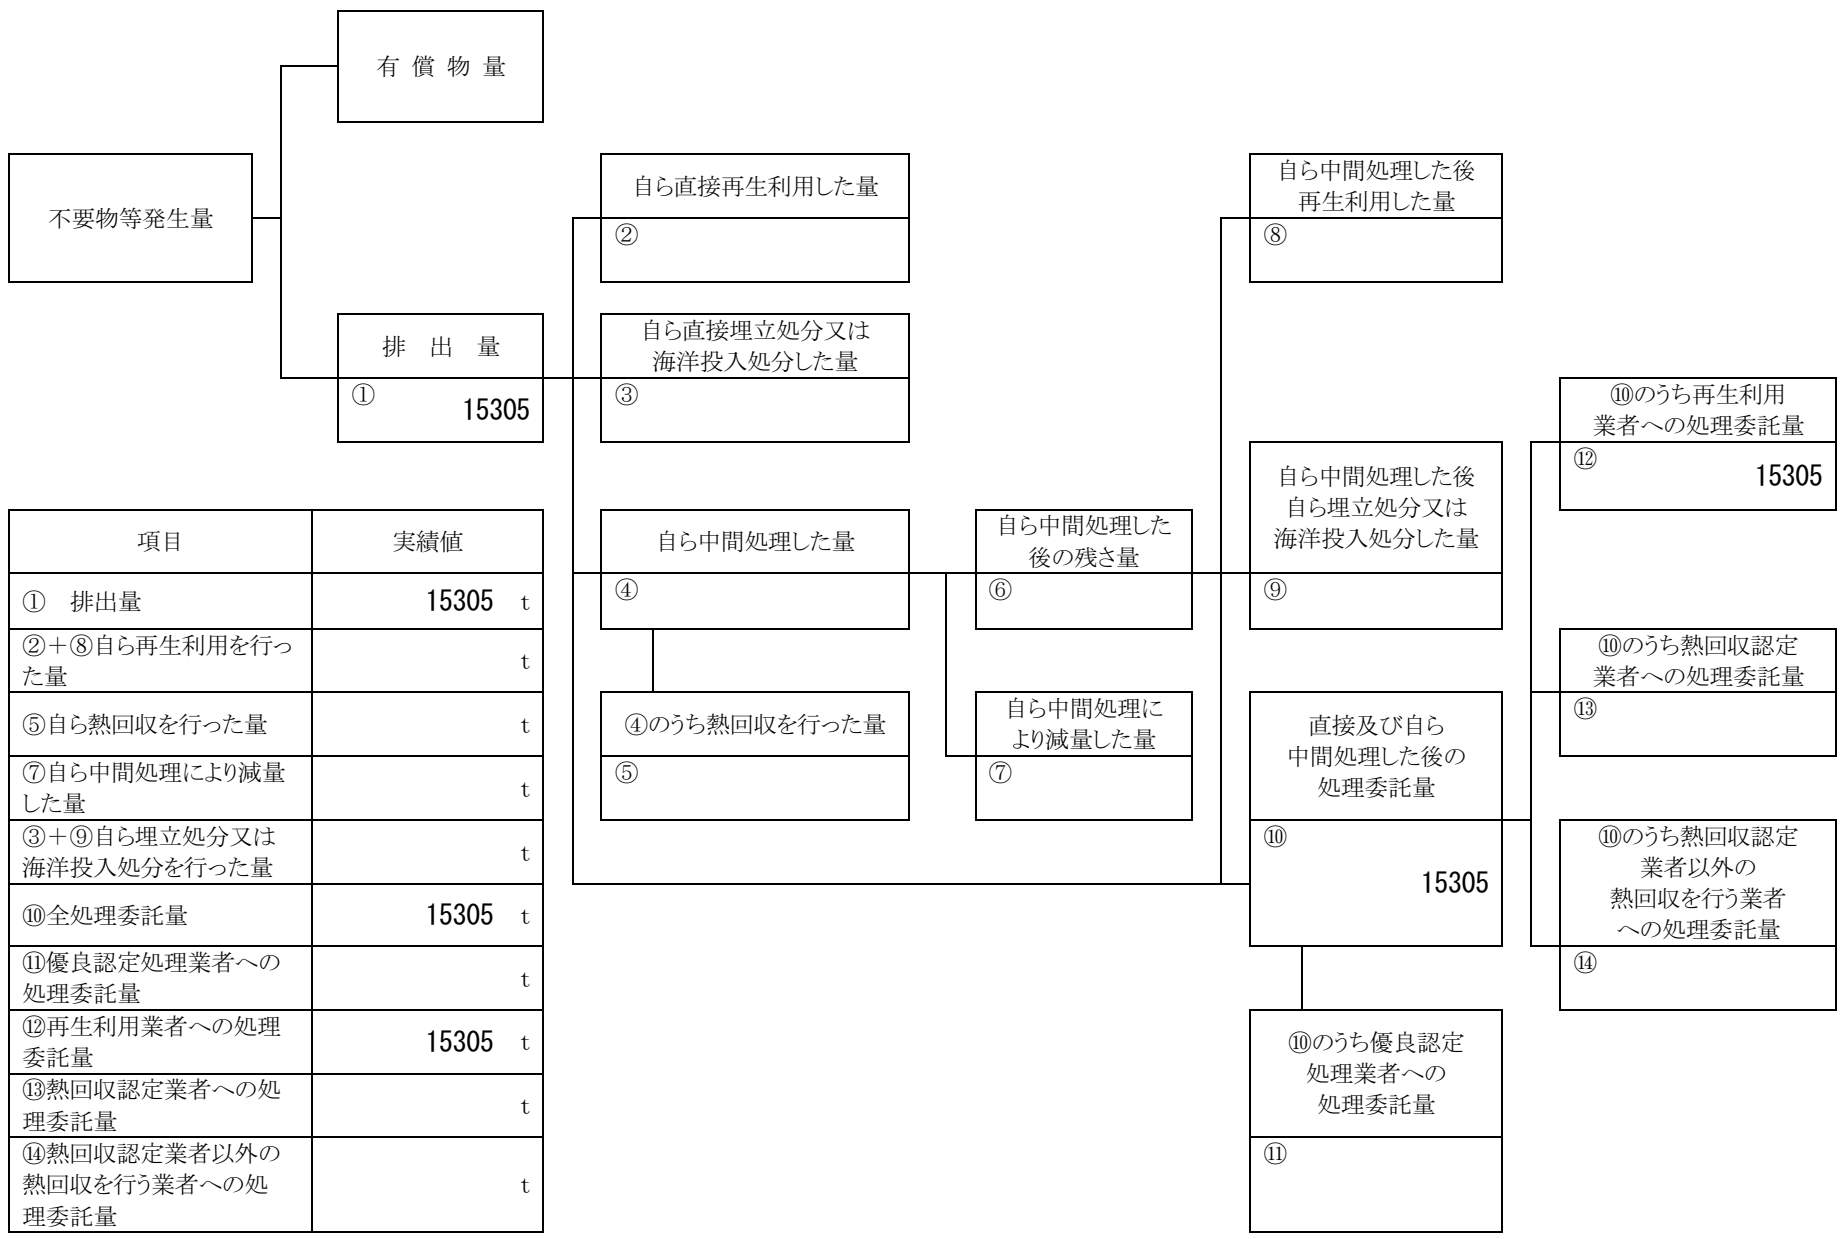 有 償 物 量
不要物等発生量
排 出 量
①
15305
自ら直接再生利用した量
②
自ら直接埋立処分又は
海洋投入処分した量
③
自ら中間処理した量
④
④のうち熱回収を行った量
⑤
自ら中間処理した
後の残さ量
⑥
自ら中間処理に
より減量した量
⑦
自ら中間処理した後
再生利用した量
⑧
自ら中間処理した後
自ら埋立処分又は
海洋投入処分した量
⑨
直接及び自ら
中間処理した後の
処理委託量
⑩
15305
⑩のうち優良認定
処理業者への
処理委託量
⑪
⑩のうち再生利用
業者への処理委託量
⑫
15305
⑩のうち熱回収認定
業者への処理委託量
⑬
⑩のうち熱回収認定
業者以外の
熱回収を行う業者
への処理委託量
⑭
項目 実績値
① 排出量 15305 t
②+⑧自ら再生利用を行っ
た量
t
⑤自ら熱回収を行った量 t
⑦自ら中間処理により減量
した量
t
③+⑨自ら埋立処分又は
海洋投入処分を行った量
t
⑩全処理委託量 15305 t
⑪優良認定処理業者への
処理委託量
t
⑫再生利用業者への処理
委託量
15305 t
⑬熱回収認定業者への処
理委託量
t
⑭熱回収認定業者以外の
熱回収を行う業者への処
理委託量
t